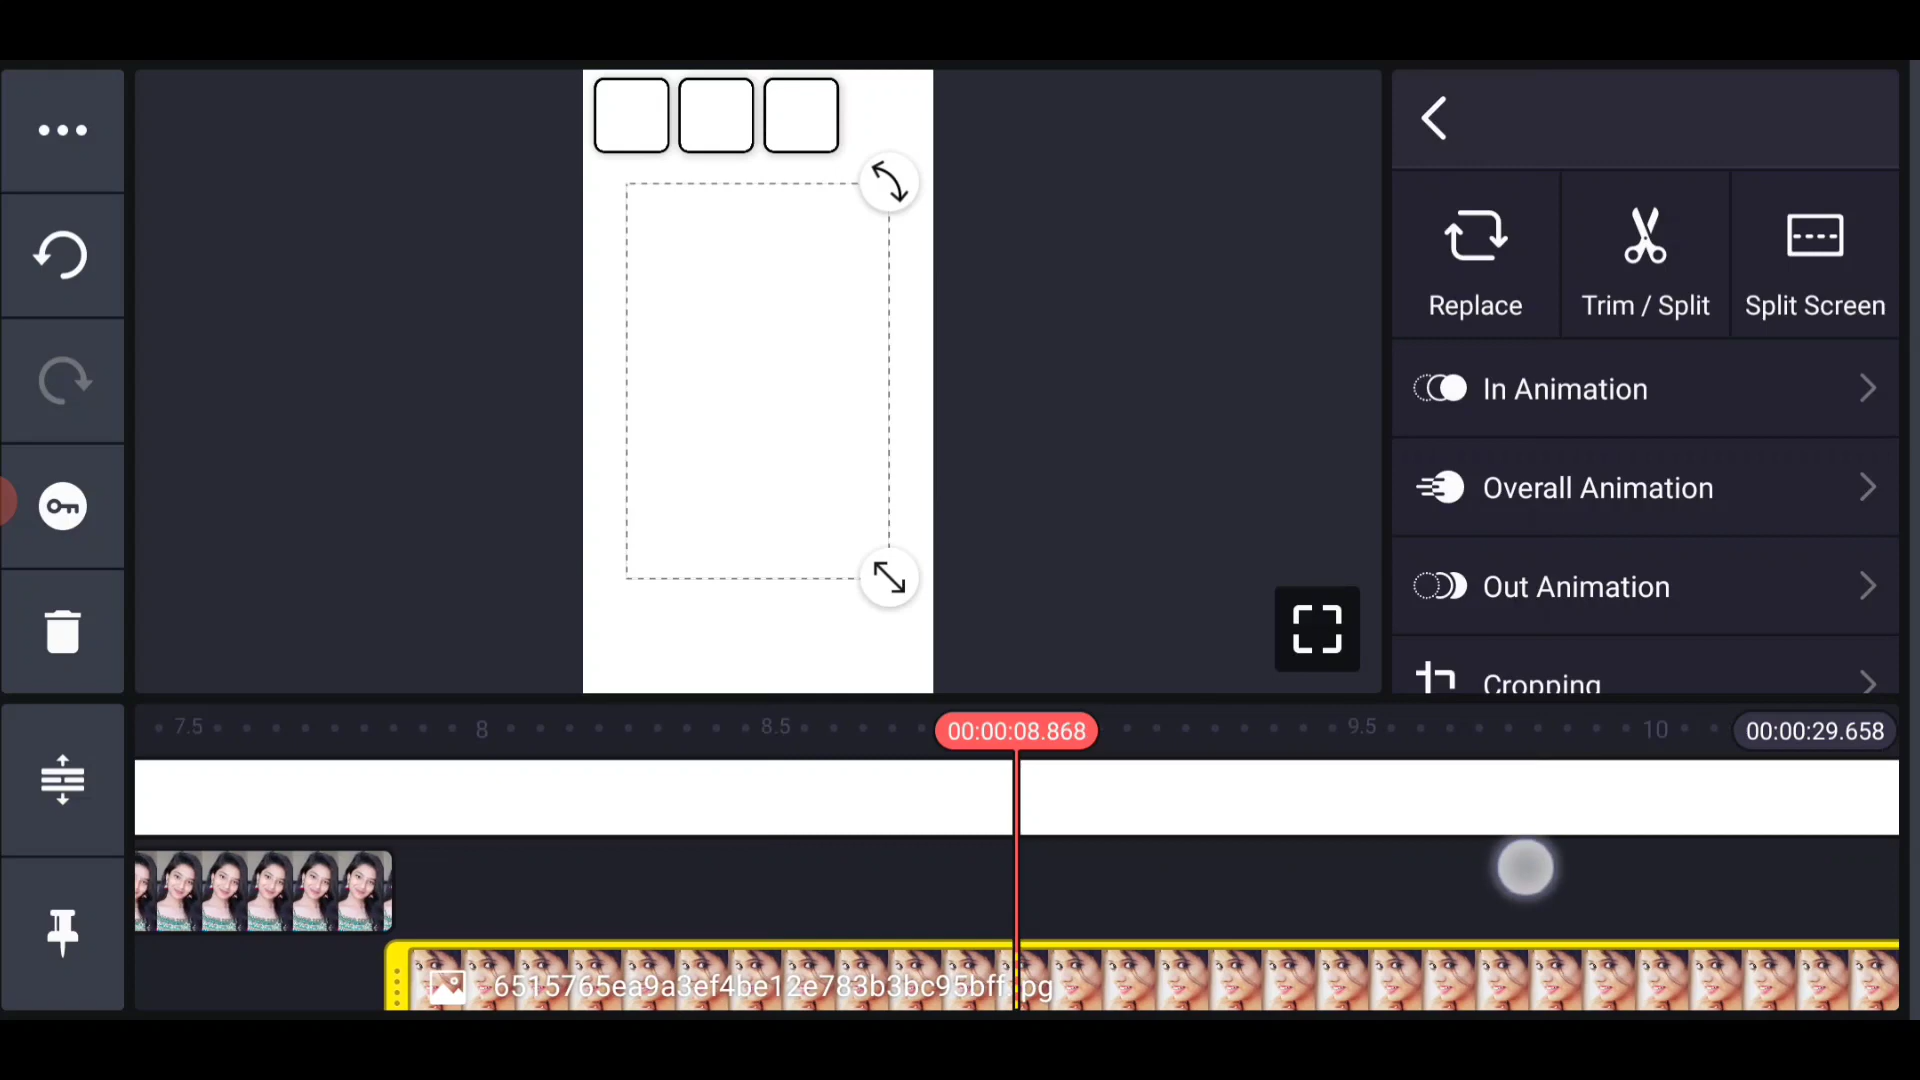 Replace
Trim / Split
Split Screen
In Animation
Overall Animation
Out Animation
Cropping
7.5
8
8.5
00:00:08.868
9.5
10
00:00:29.658
6515765ea9a3ef4be12e783b3bc95bff.jpg